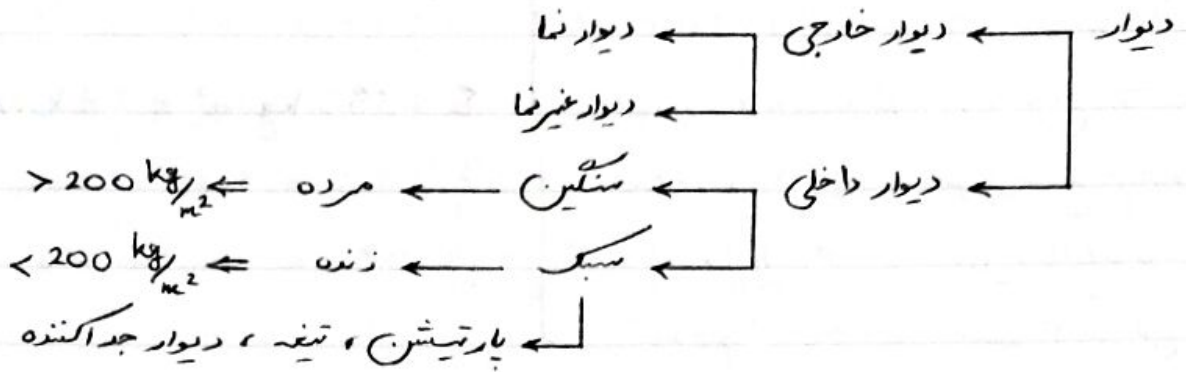 دیوار ← دیوار خارجی ← دیوار نما
دیوار غیرنما
دیوار داخلی ← سنگین ← مرده ⇐ > 200 kg/m²
سبک ← زنده ⇐ < 200 kg/m²
پارتیشن ، تیغه ، دیوار جداکننده